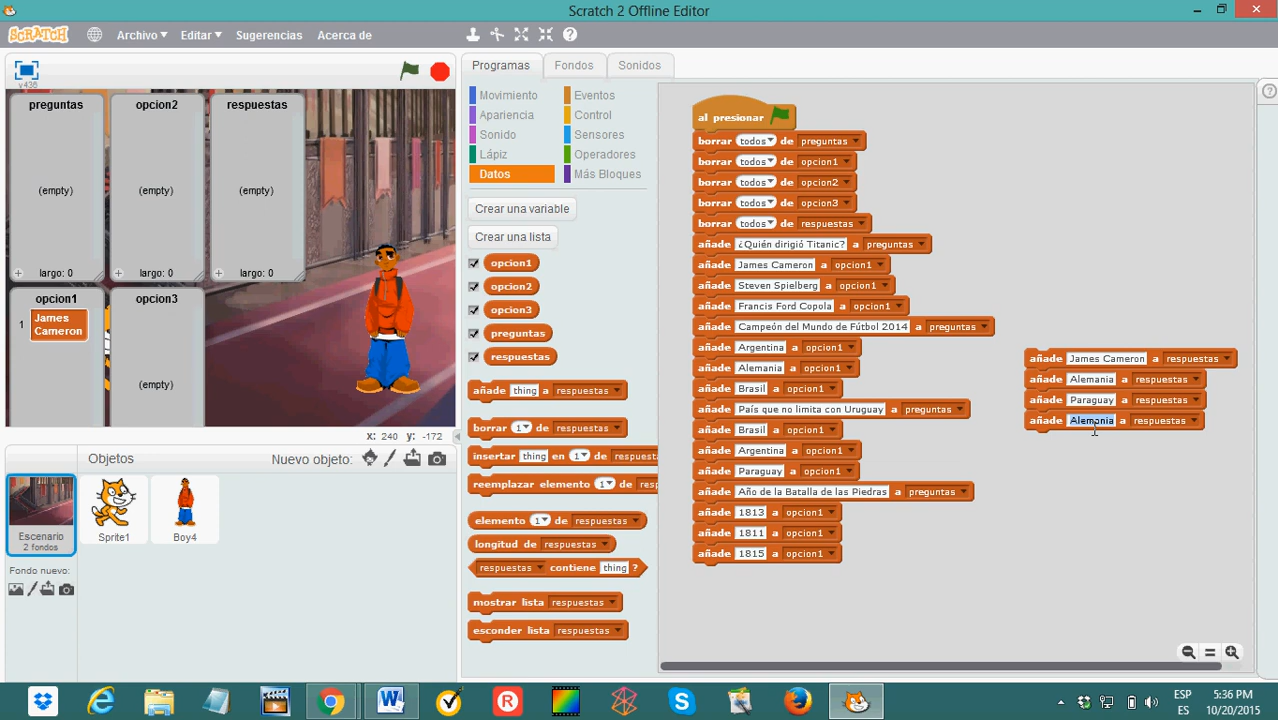 Scratch 2 Offline Editor
SCRATCH Archivo Editar Sugerencias Acerca de
v436
preguntas opcion2 respuestas
(empty) (empty) (empty)
largo: 0 largo: 0 largo: 0
opcion1 opcion3
1 James Cameron
(empty)
x: 240 y: -172
Objetos Nuevo objeto:
Escenario
2 fondos
Sprite1
Boy4
Fondo nuevo:
Programas Fondos Sonidos
Movimiento Eventos
Apariencia Control
Sonido Sensores
Lápiz Operadores
Datos Más Bloques
Crear una variable
Crear una lista
opcion1
opcion2
opcion3
preguntas
respuestas
añade thing a respuestas
borrar 1 de respuestas
insertar thing en 1 de respuest
reemplazar elemento 1 de resp
elemento 1 de respuestas
longitud de respuestas
respuestas contiene thing ?
mostrar lista respuestas
esconder lista respuestas
al presionar
borrar todos de preguntas
borrar todos de opcion1
borrar todos de opcion2
borrar todos de opcion3
borrar todos de respuestas
añade ¿Quién dirigió Titanic? a preguntas
añade James Cameron a opcion1
añade Steven Spielberg a opcion1
añade Francis Ford Copola a opcion1
añade Campeón del Mundo de Fútbol 2014 a preguntas
añade Argentina a opcion1
añade Alemania a opcion1
añade Brasil a opcion1
añade País que no limita con Uruguay a preguntas
añade Brasil a opcion1
añade Argentina a opcion1
añade Paraguay a opcion1
añade Año de la Batalla de las Piedras a preguntas
añade 1813 a opcion1
añade 1811 a opcion1
añade 1815 a opcion1
añade James Cameron a respuestas
añade Alemania a respuestas
añade Paraguay a respuestas
añade Alemania a respuestas
ESP
ES
5:36 PM
10/20/2015